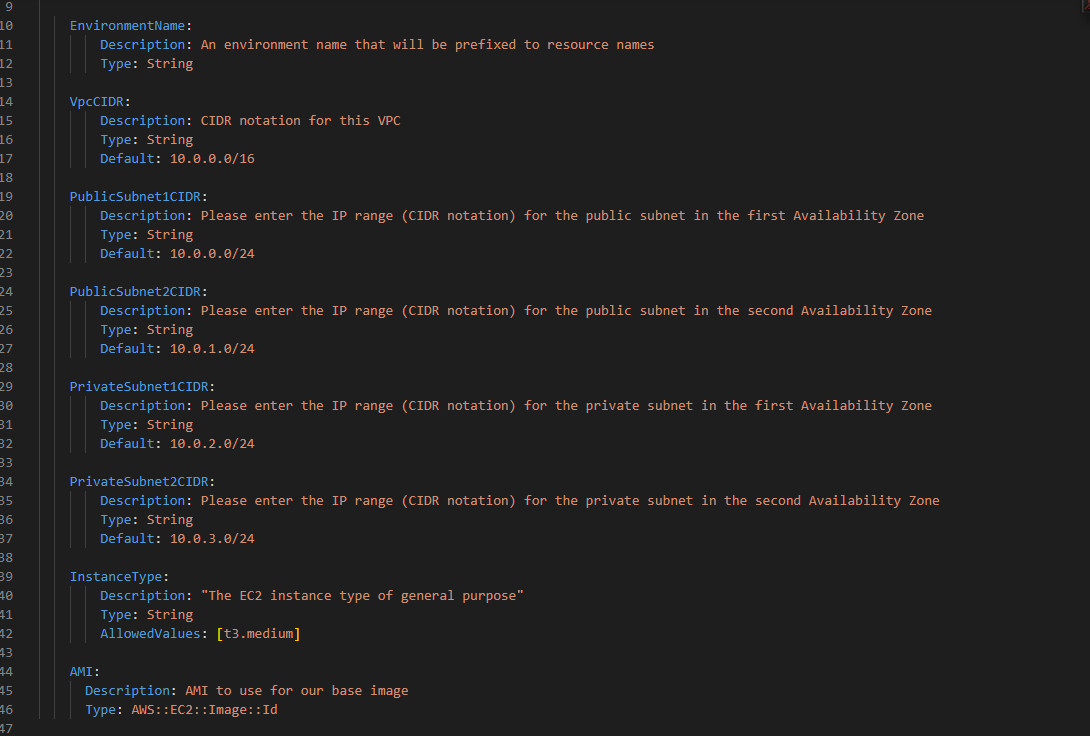 9
10 EnvironmentName:
11 Description: An environment name that will be prefixed to resource names
12 Type: String
13
14 VpcCIDR:
15 Description: CIDR notation for this VPC
16 Type: String
17 Default: 10.0.0.0/16
18
19 PublicSubnet1CIDR:
20 Description: Please enter the IP range (CIDR notation) for the public subnet in the first Availability Zone
21 Type: String
22 Default: 10.0.0.0/24
23
24 PublicSubnet2CIDR:
25 Description: Please enter the IP range (CIDR notation) for the public subnet in the second Availability Zone
26 Type: String
27 Default: 10.0.1.0/24
28
29 PrivateSubnet1CIDR:
30 Description: Please enter the IP range (CIDR notation) for the private subnet in the first Availability Zone
31 Type: String
32 Default: 10.0.2.0/24
33
34 PrivateSubnet2CIDR:
35 Description: Please enter the IP range (CIDR notation) for the private subnet in the second Availability Zone
36 Type: String
37 Default: 10.0.3.0/24
38
39 InstanceType:
40 Description: "The EC2 instance type of general purpose"
41 Type: String
42 AllowedValues: [t3.medium]
43
44 AMI:
45 Description: AMI to use for our base image
46 Type: AWS::EC2::Image::Id
47